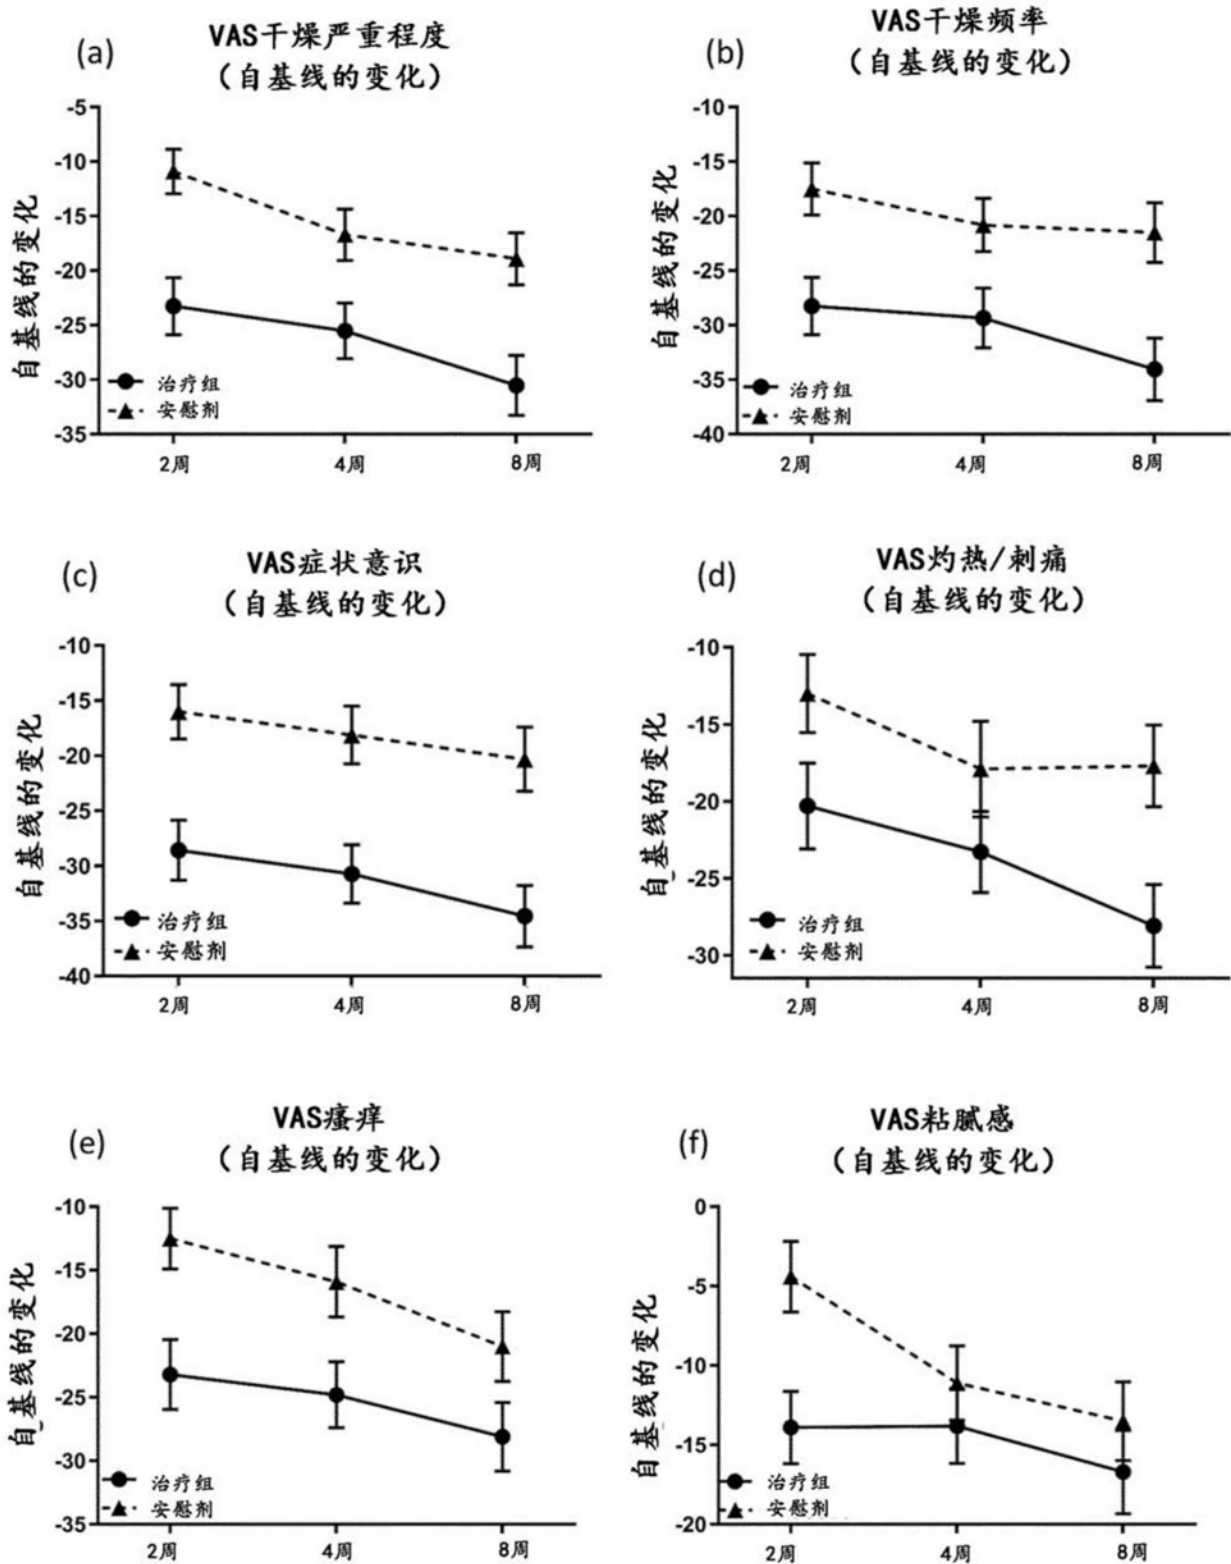 (a)
VAS干燥严重程度
（自基线的变化）
-5
-10
-15
-20
-25
-30
-35
自基线的变化
治疗组
安慰剂
2周
4周
8周
(b)
VAS干燥频率
（自基线的变化）
-10
-15
-20
-25
-30
-35
-40
自基线的变化
治疗组
安慰剂
2周
4周
8周
(c)
VAS症状意识
（自基线的变化）
-10
-15
-20
-25
-30
-35
-40
自基线的变化
治疗组
安慰剂
2周
4周
8周
(d)
VAS灼热/刺痛
（自基线的变化）
-10
-15
-20
-25
-30
自基线的变化
治疗组
安慰剂
2周
4周
8周
(e)
VAS瘙痒
（自基线的变化）
-10
-15
-20
-25
-30
-35
自基线的变化
治疗组
安慰剂
2周
4周
8周
(f)
VAS粘腻感
（自基线的变化）
0
-5
-10
-15
-20
自基线的变化
治疗组
安慰剂
2周
4周
8周